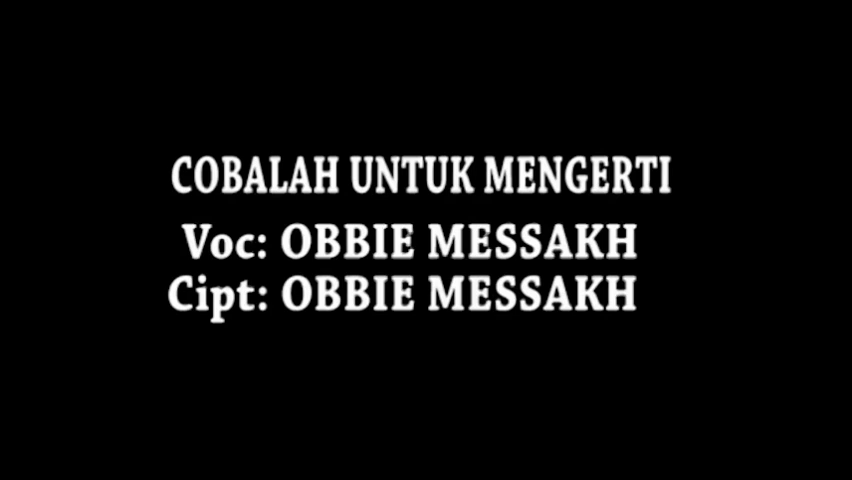 COBALAH UNTUK MENGERTI
Voc: OBBIE MESSAKH
Cipt: OBBIE MESSAKH